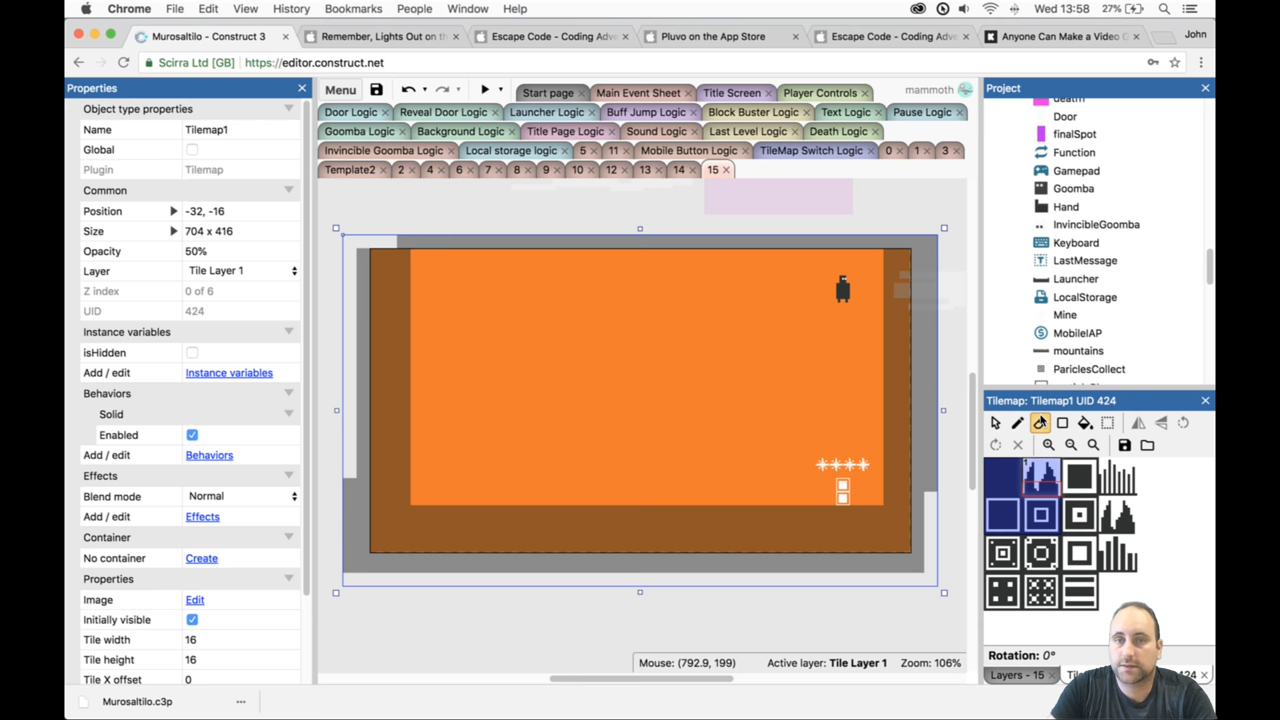 Chrome File Edit View History Bookmarks People Window Help Wed 13:58 27%
Murosaltilo - Construct 3 Remember, Lights Out on th Escape Code - Coding Adve Pluvo on the App Store Escape Code - Coding Adve Anyone Can Make a Video G John
Scirra Ltd [GB] https://editor.construct.net
Properties Menu Start page Main Event Sheet Title Screen Player Controls mammoth Project
Object type properties Door Logic Reveal Door Logic Launcher Logic Buff Jump Logic Block Buster Logic Text Logic Pause Logic Door
Name Tilemap1 Goomba Logic Background Logic Title Page Logic Sound Logic Last Level Logic Death Logic finalSpot
Global Invincible Goomba Logic Local storage logic 5 11 Mobile Button Logic TileMap Switch Logic 0 1 3 Function
Plugin Tilemap Template2 2 4 6 7 8 9 10 12 13 14 15 Gamepad
Common Goomba
Position -32, -16 Hand
Size 704 x 416 InvincibleGoomba
Opacity 50% Keyboard
Layer Tile Layer 1 LastMessage
Z index 0 of 6 Launcher
UID 424 LocalStorage
Instance variables Mine
isHidden MobileIAP
Add / edit Instance variables mountains
Behaviors PariclesCollect
Solid Tilemap: Tilemap1 UID 424
Enabled
Add / edit Behaviors
Effects
Blend mode Normal
Add / edit Effects
Container
No container Create
Properties
Image Edit
Initially visible
Tile width 16
Tile height 16 Mouse: (792.9, 199) Active layer: Tile Layer 1 Zoom: 106% Rotation: 0°
Tile X offset 0 Layers - 15
Murosaltilo.c3p